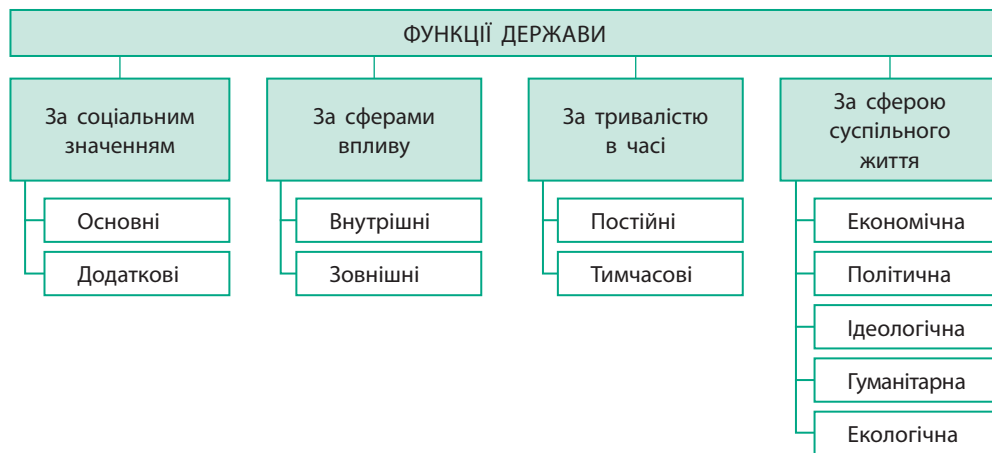 ФУНКЦІЇ ДЕРЖАВИ
За соціальним
значенням
Основні
Додаткові
За сферами
впливу
Внутрішні
Зовнішні
За тривалістю
в часі
Постійні
Тимчасові
За сферою
суспільного
життя
Економічна
Політична
Ідеологічна
Гуманітарна
Екологічна